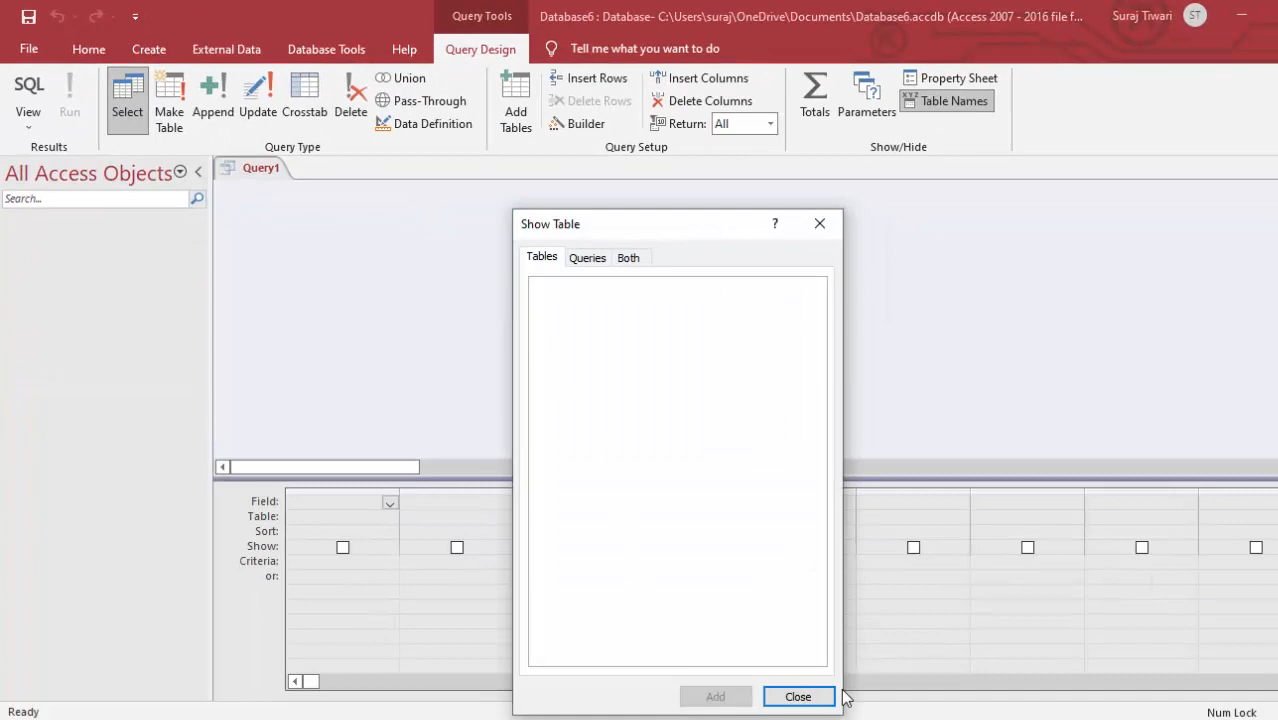 Query Tools
Database6 : Database- C:\Users\suraj\OneDrive\Documents\Database6.accdb (Access 2007 - 2016 file f...
Suraj Tiwari
ST
File
Home
Create
External Data
Database Tools
Help
Query Design
Tell me what you want to do
SQL
View
Run
Results
Select
Make
Table
Append
Update
Crosstab
Delete
Union
Pass-Through
Data Definition
Query Type
Add
Tables
Insert Rows
Delete Rows
Builder
Insert Columns
Delete Columns
Return: All
Query Setup
Totals
Parameters
Property Sheet
XYZ Table Names
Show/Hide
All Access Objects
Search...
Query1
Show Table
?
Tables
Queries
Both
Field:
Table:
Sort:
Show:
Criteria:
or:
Add
Close
Ready
Num Lock